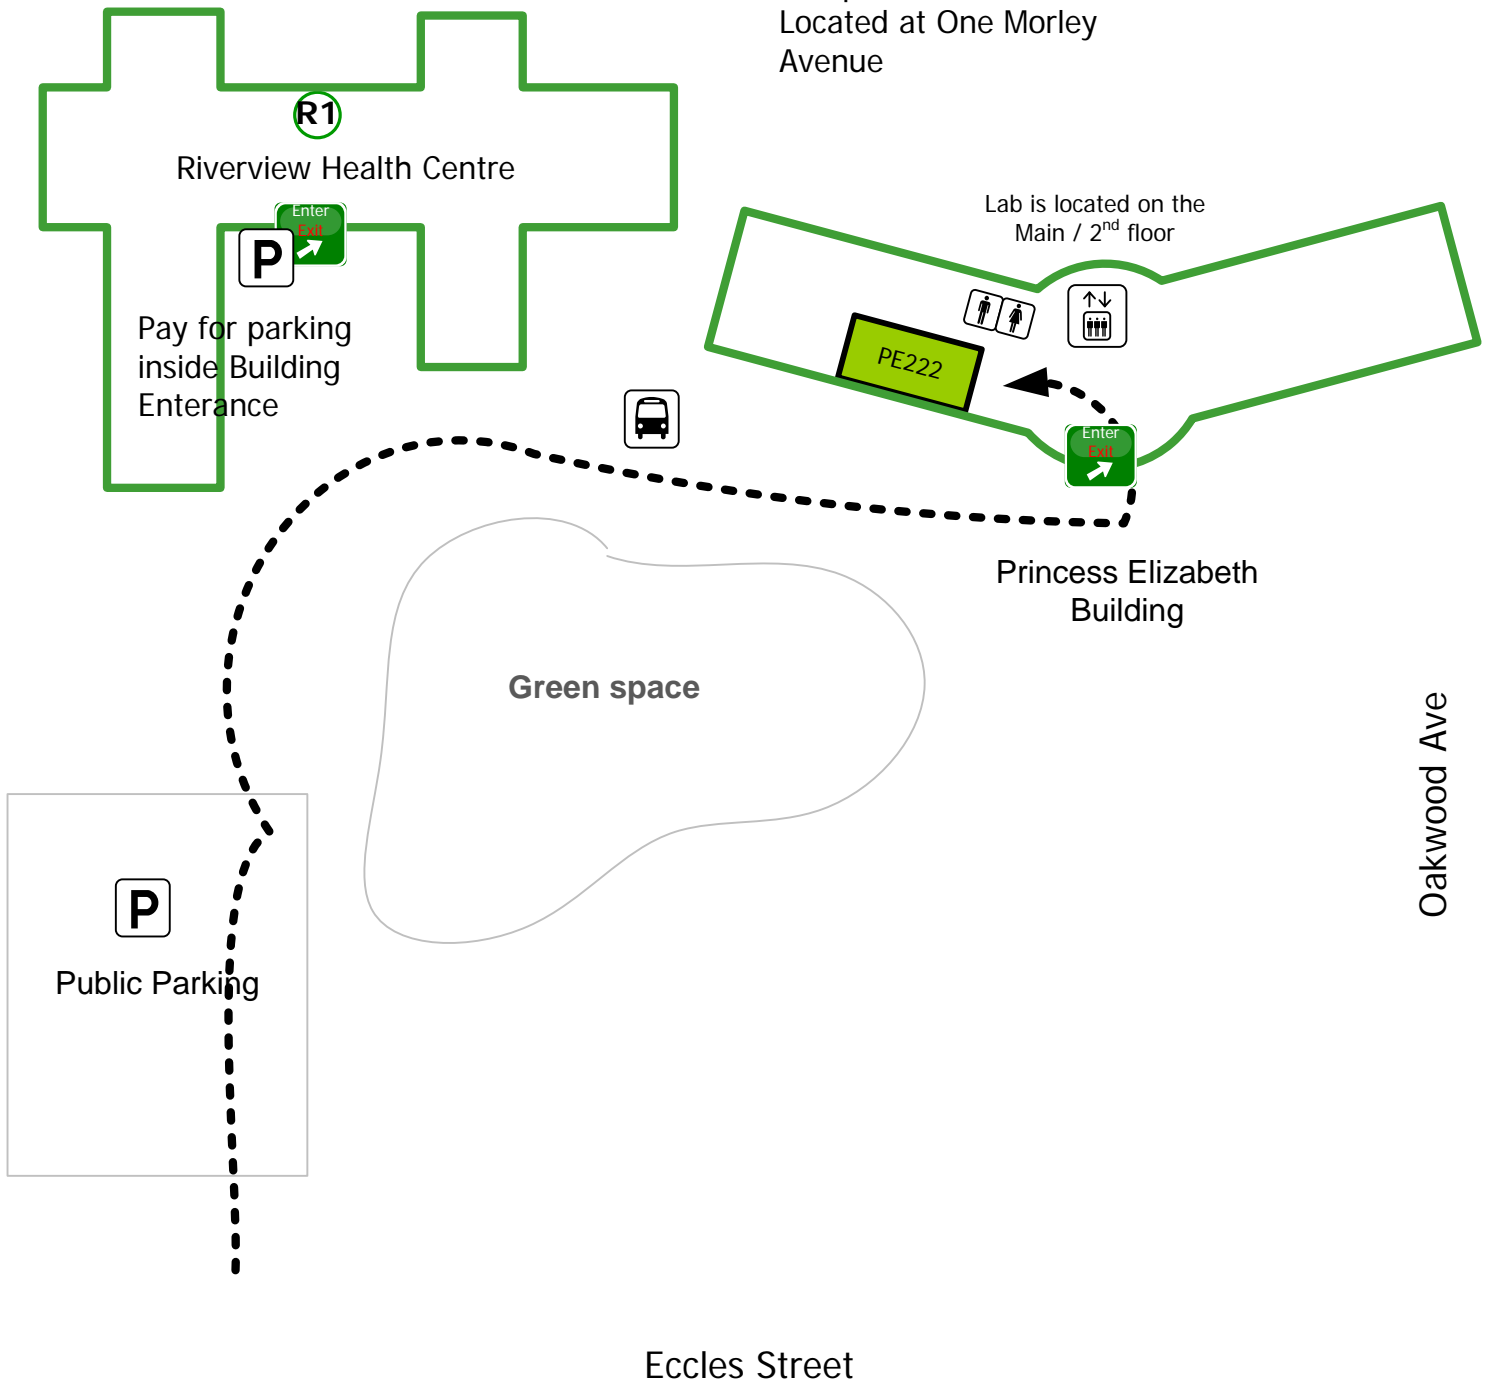 Located at One Morley
Avenue
R1
Riverview Health Centre
Enter
Exit
P
Pay for parking
inside Building
Enterance
Lab is located on the
Main / 2nd floor
PE222
Enter
Exit
Princess Elizabeth
Building
Green space
Oakwood Ave
P
Public Parking
Eccles Street